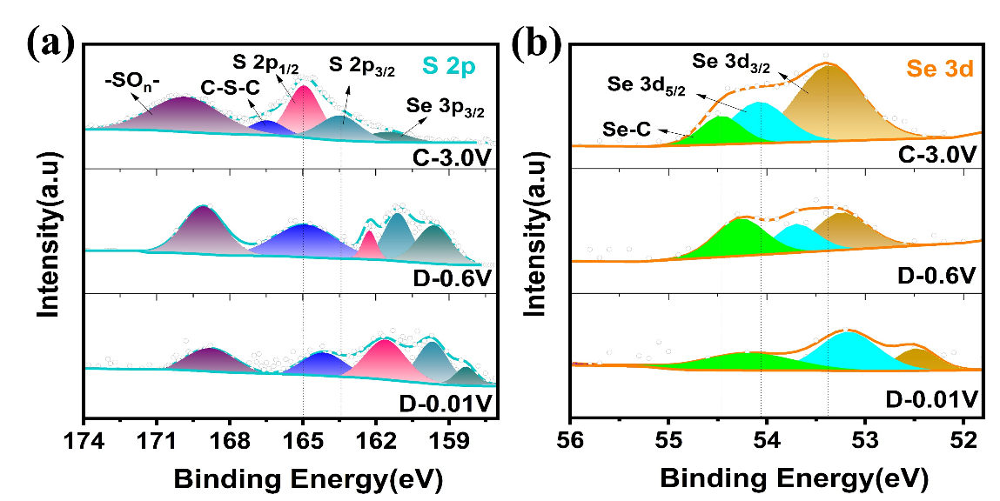 (a)
S 2p
-SOn-
C-S-C
S 2p1/2
S 2p3/2
Se 3p3/2
C-3.0V
D-0.6V
D-0.01V
Intensity(a.u)
174 171 168 165 162 159
Binding Energy(eV)
(b)
Se 3d
Se 3d3/2
Se 3d5/2
Se-C
C-3.0V
D-0.6V
D-0.01V
Intensity(a.u)
56 55 54 53 52
Binding Energy(eV)